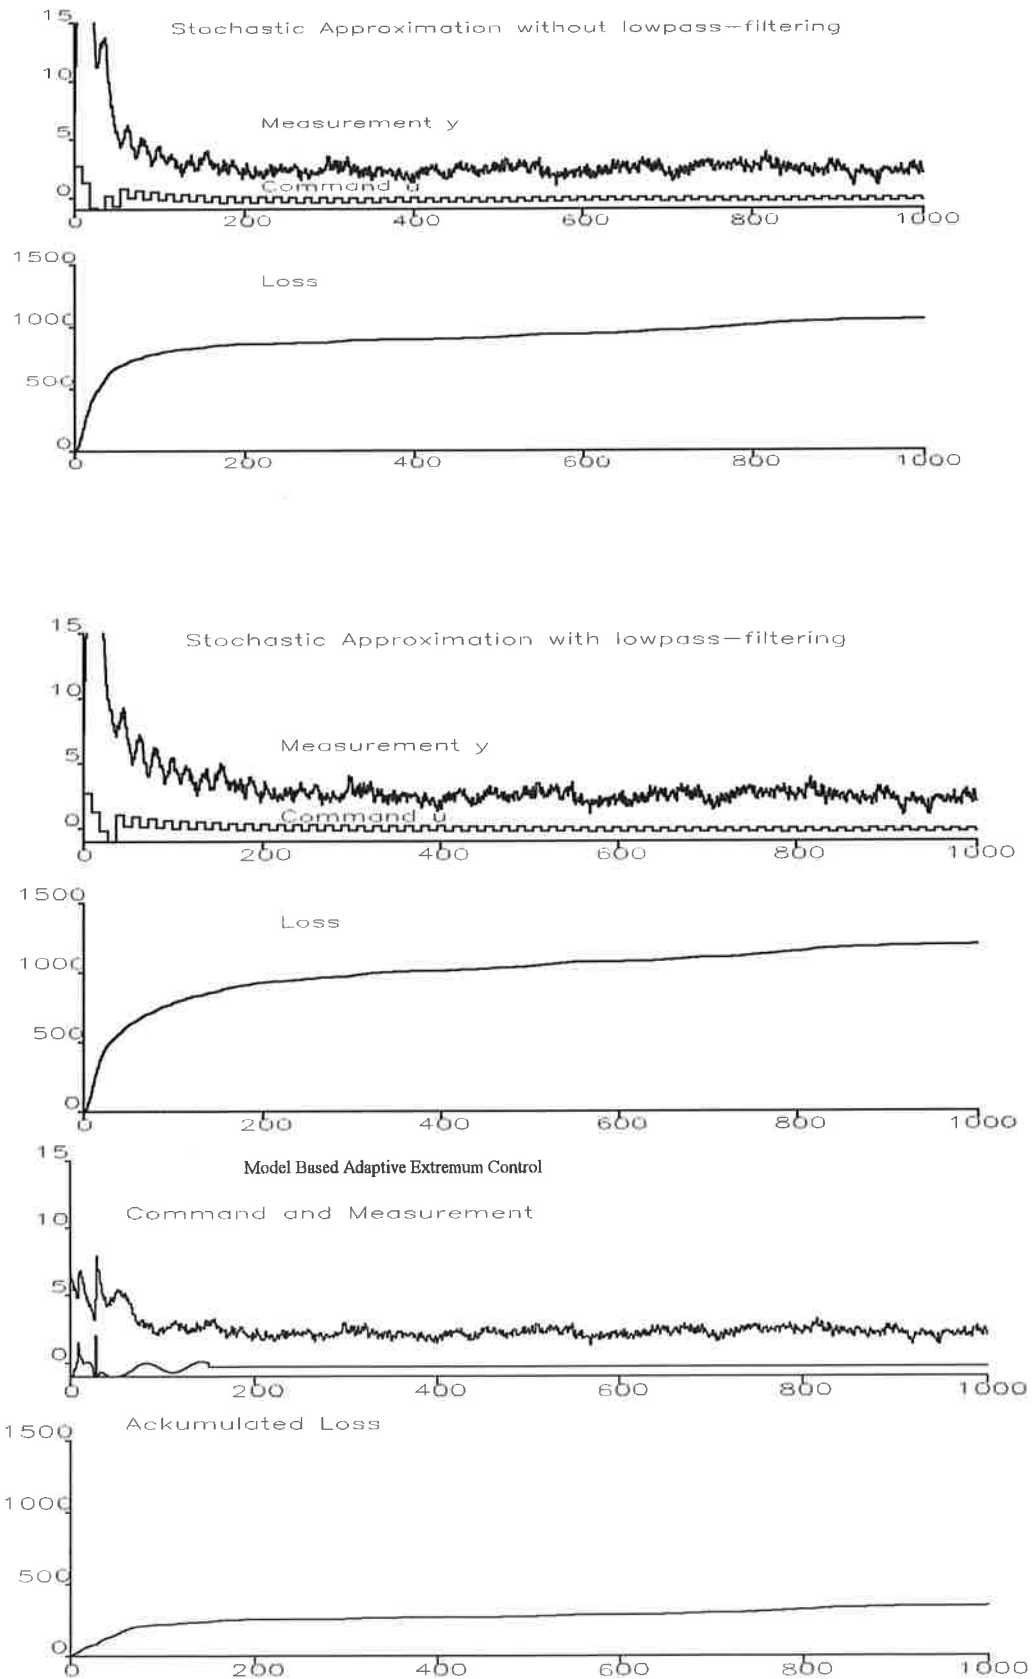 15
Stochastic Approximation without lowpass-filtering
10
Measurement y
5
Command u
0
0 200 400 600 800 1000
1500
Loss
1000
500
0
0 200 400 600 800 1000
15
Stochastic Approximation with lowpass-filtering
10
Measurement y
5
Command u
0
0 200 400 600 800 1000
1500
Loss
1000
500
0
0 200 400 600 800 1000
15
Model Based Adaptive Extremum Control
10
Command and Measurement
5
0
0 200 400 600 800 1000
Ackumulated Loss
1500
1000
500
0
0 200 400 600 800 1000